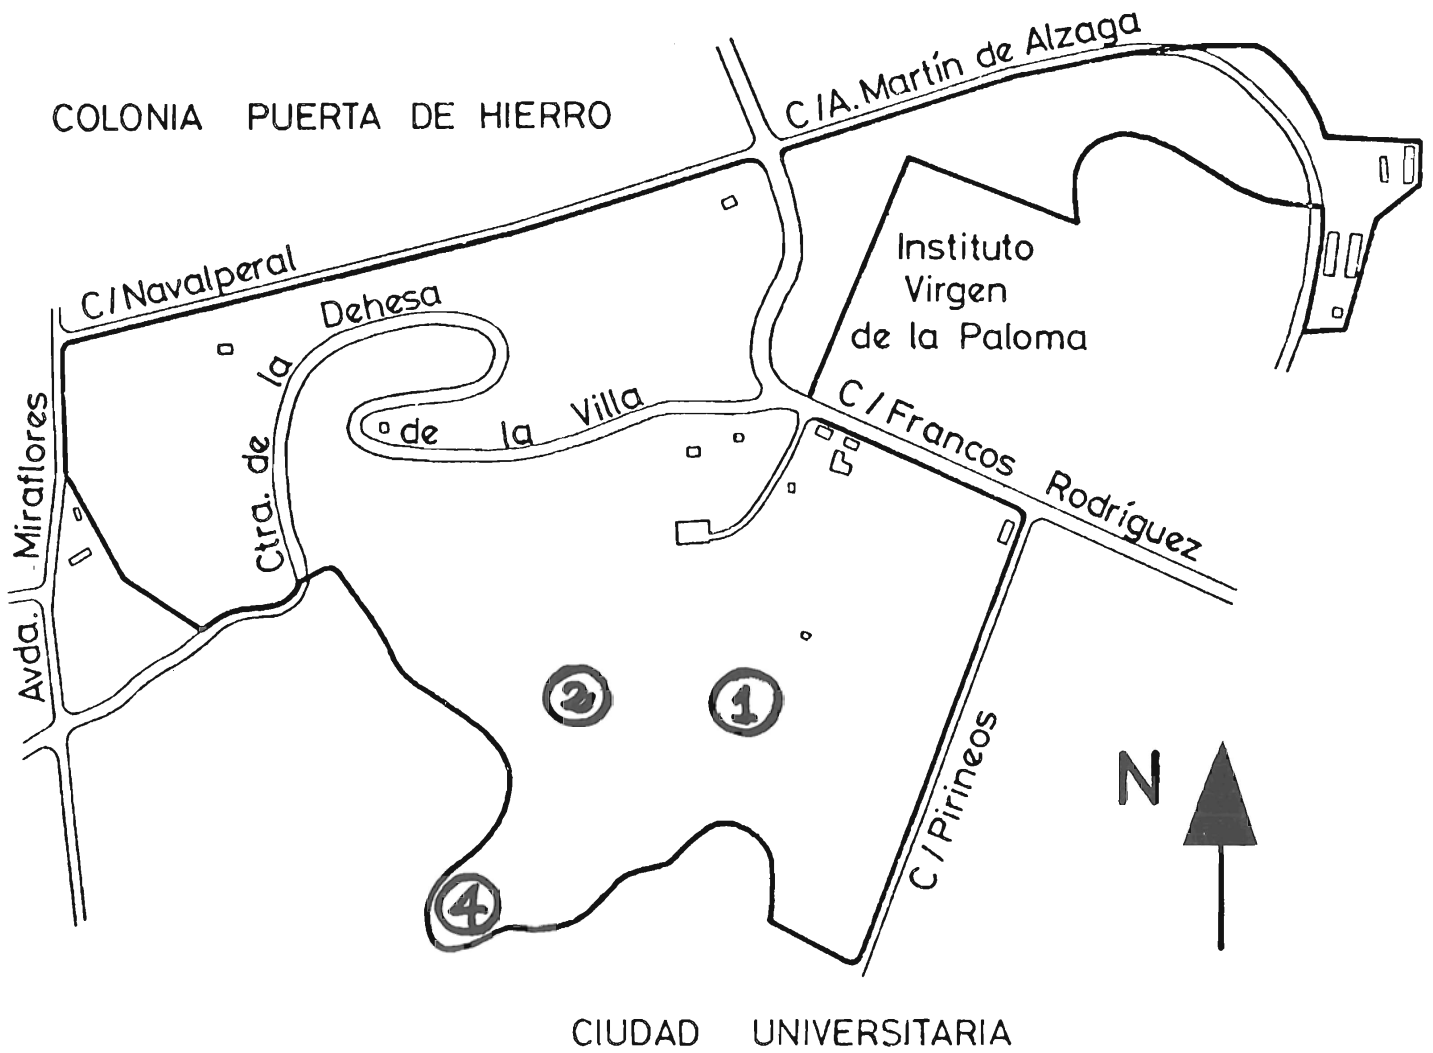 C/A. Martín de Alzaga
COLONIA PUERTA DE HIERRO
C/Navalperal
Instituto
Virgen
de la Paloma
Ctra. de la Dehesa de la Villa
C/Francos Rodríguez
Avda. Miraflores
2
1
C/Pirineos
N
4
CIUDAD UNIVERSITARIA